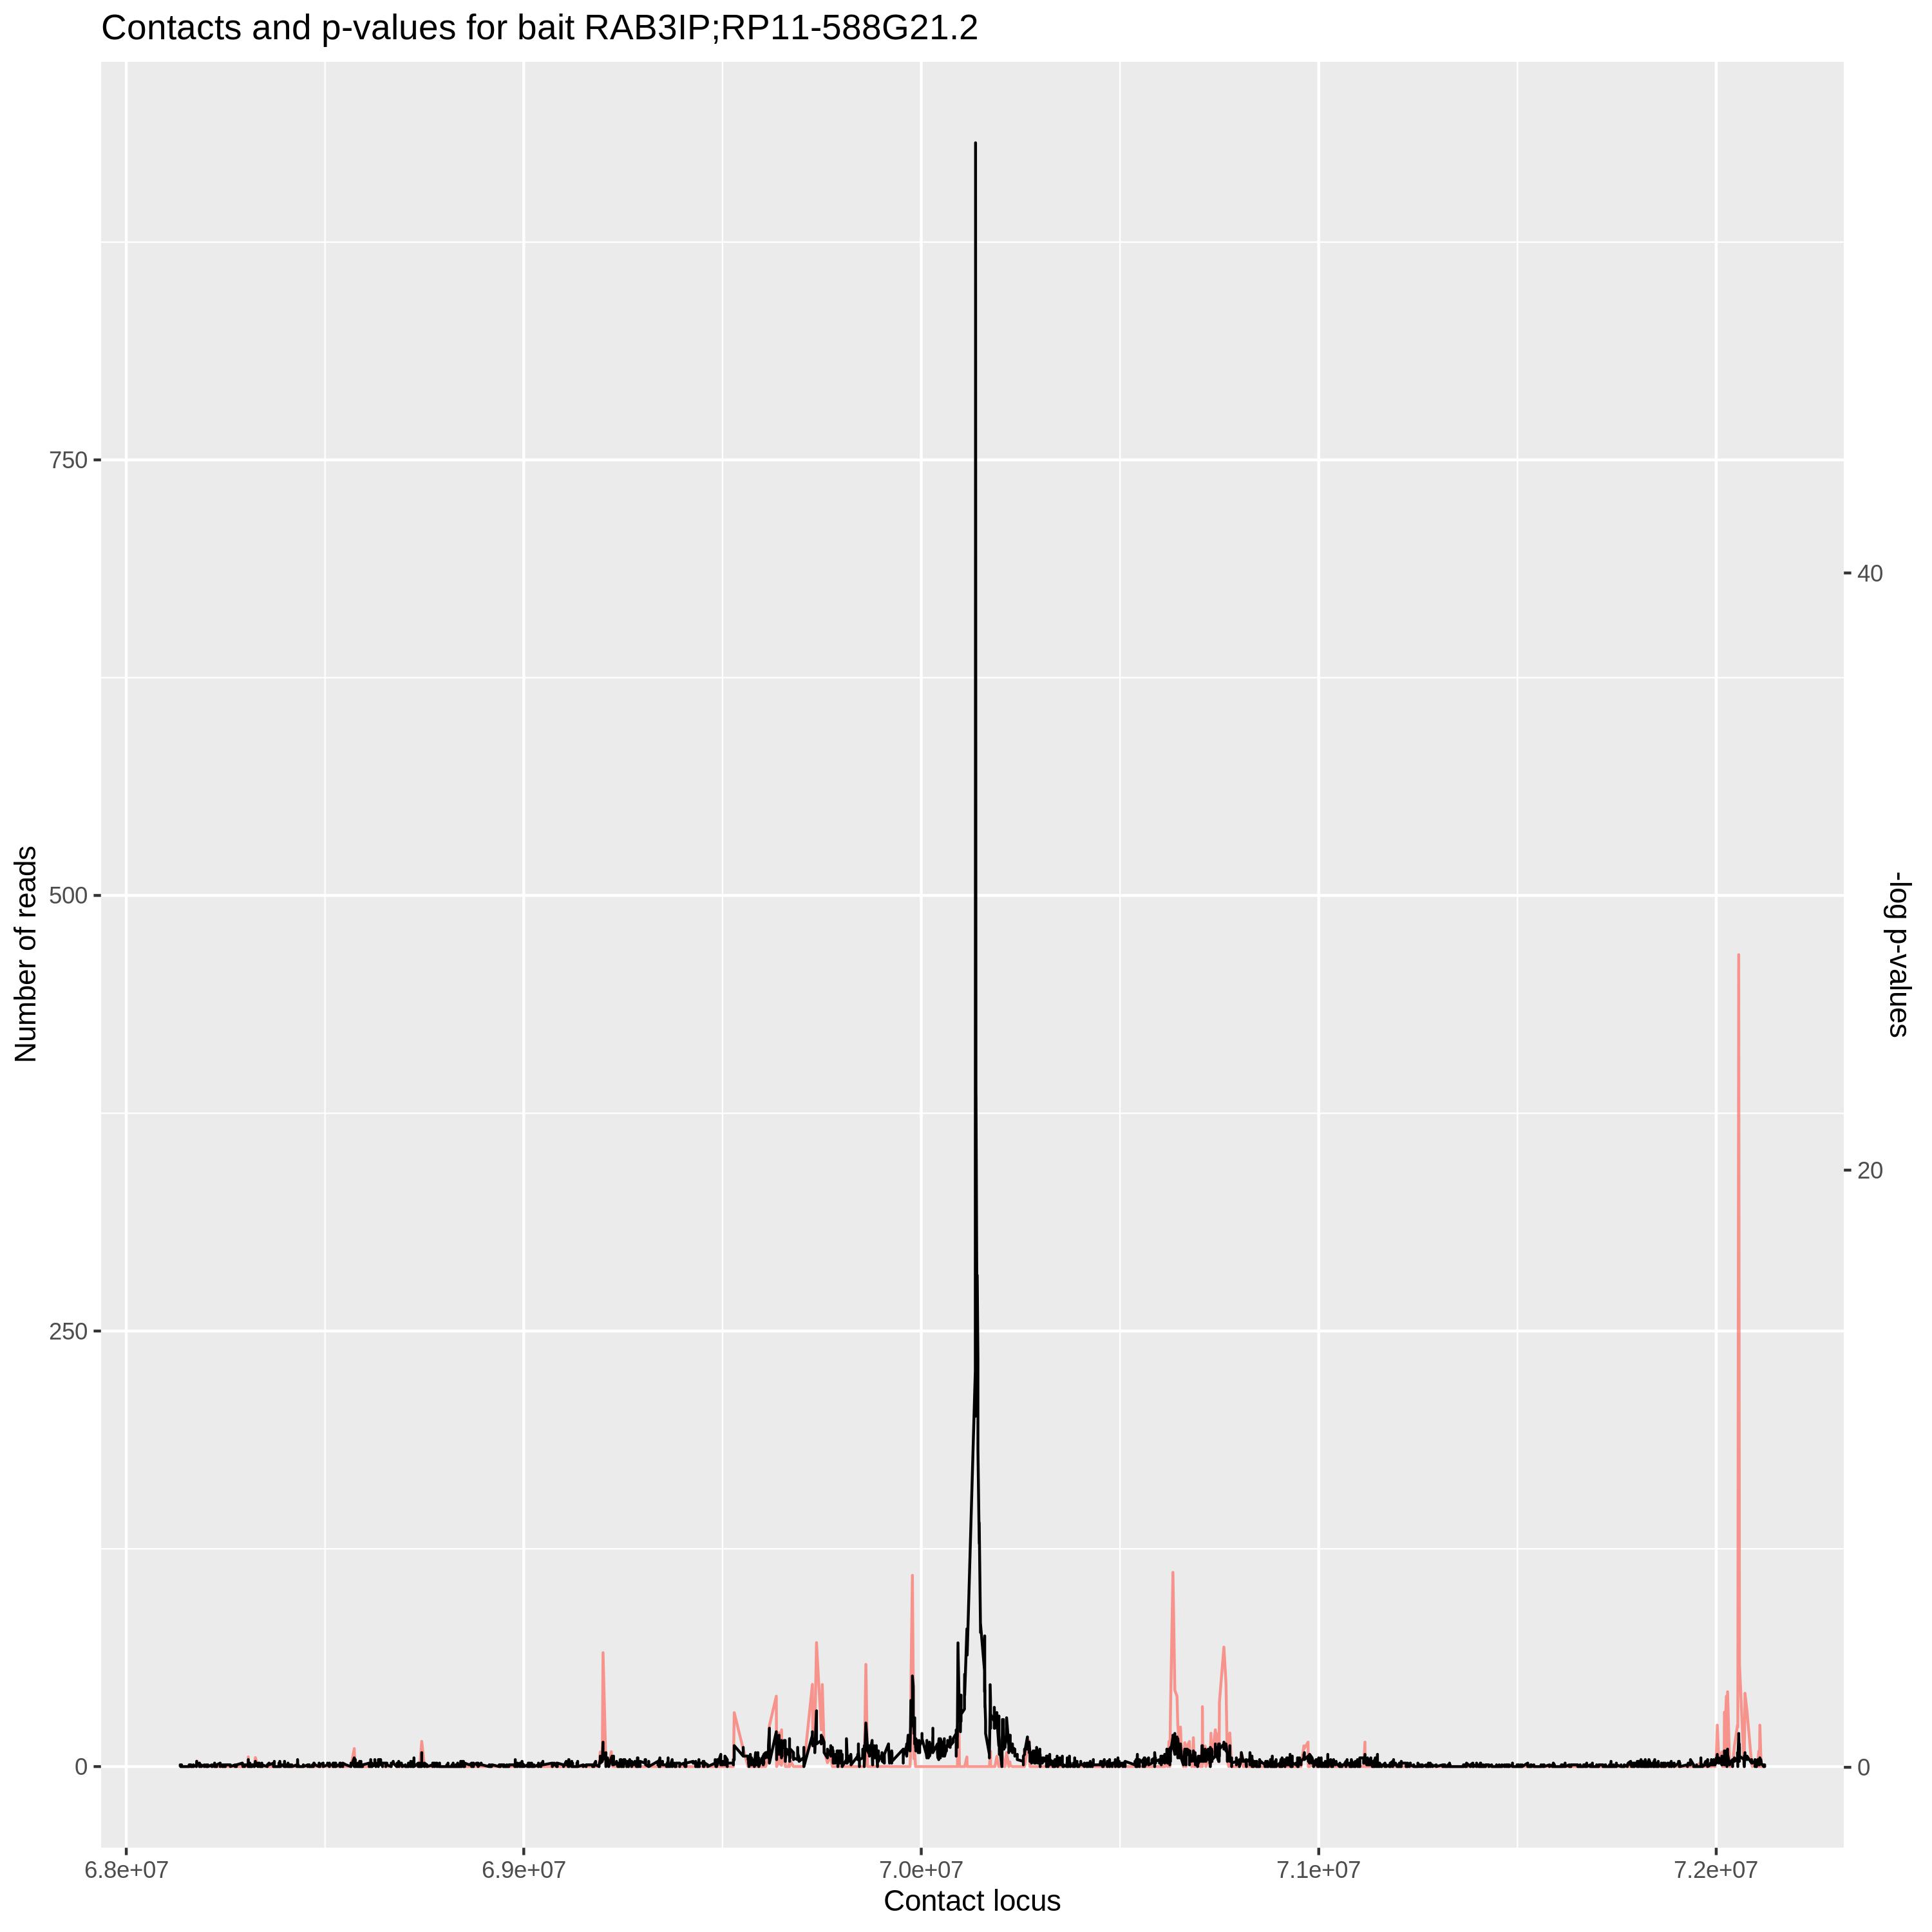 Contacts and p-values for bait RAB3IP;RP11-588G21.2
750
500
250
0
Number of reads
40
20
0
-log p-values
6.8e+07
6.9e+07
7.0e+07
7.1e+07
7.2e+07
Contact locus